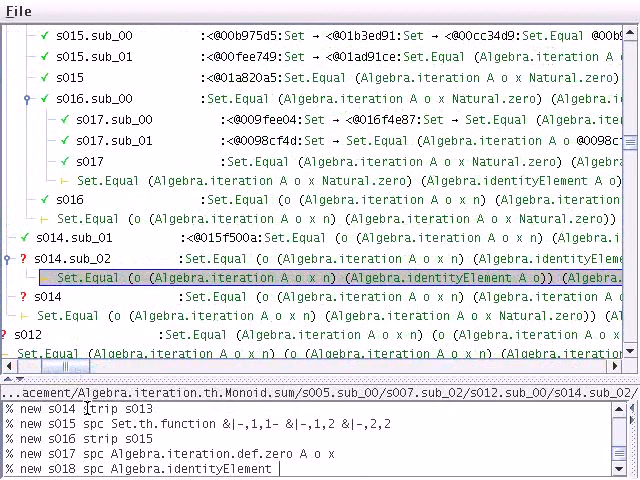 File
✓ s015.sub_00 :<@00b975d5:Set → <@01b3ed91:Set → <@00cc34d9:Set.Equal @00b9
✓ s015.sub_01 :<@00fee749:Set → <@01ad91ce:Set.Equal (Algebra.iteration A
✓ s015 :<@01a820a5:Set.Equal (Algebra.iteration A o x Natural.zero)
✓ s016.sub_00 :Set.Equal (Algebra.iteration A o x Natural.zero) (Algebra.i
✓ s017.sub_00 :<@009fee04:Set → <@016f4e87:Set → Set.Equal (Algebra.
✓ s017.sub_01 :<@0098cf4d:Set → Set.Equal (Algebra.iteration A o @0098c
✓ s017 :Set.Equal (Algebra.iteration A o x Natural.zero) (Algebra
⊢ Set.Equal (Algebra.iteration A o x Natural.zero) (Algebra.identityElement A o)
✓ s016 :Set.Equal (o (Algebra.iteration A o x n) (Algebra.iteration
⊢ Set.Equal (o (Algebra.iteration A o x n) (Algebra.iteration A o x Natural.zero))
✓ s014.sub_01 :<@015f500a:Set.Equal (Algebra.iteration A o x Natural.zero) (
? s014.sub_02 :Set.Equal (o (Algebra.iteration A o x n) (Algebra.identityEleme
⊢ Set.Equal (o (Algebra.iteration A o x n) (Algebra.identityElement A o)) (Algebra.
? s014 :Set.Equal (o (Algebra.iteration A o x n) (Algebra.iteration A o
⊢ Set.Equal (o (Algebra.iteration A o x n) (Algebra.iteration A o x Natural.zero)) (Al
? s012 :Set.Equal (Algebra.iteration A o x n) (o (Algebra.iteration A o
⊢ Set.Equal (Algebra.iteration A o x n) (o (Algebra.iteration A o x n) (Algebra.iterat
...acement/Algebra.iteration.th.Monoid.sum/s005.sub_00/s007.sub_02/s012.sub_00/s014.sub_02/
% new s014 strip s013
% new s015 spc Set.th.function &|-,1,1- &|-,1,2 &|-,2,2
% new s016 strip s015
% new s017 spc Algebra.iteration.def.zero A o x
% new s018 spc Algebra.identityElement